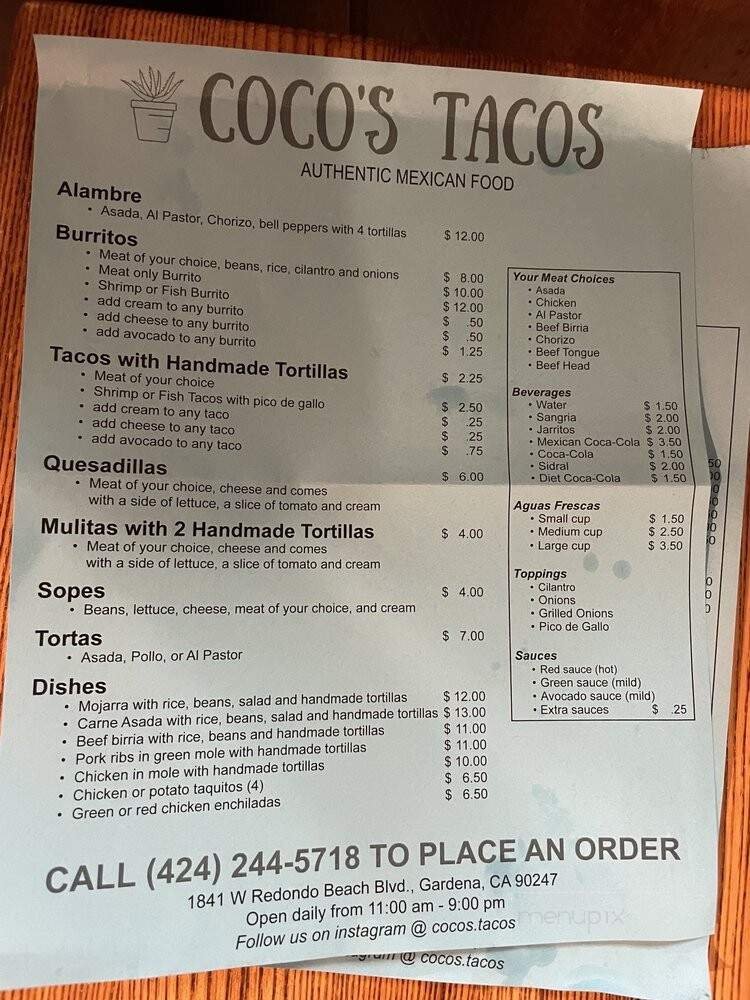 COCO'S TACOS
AUTHENTIC MEXICAN FOOD
Alambre
• Asada, Al Pastor, Chorizo, bell peppers with 4 tortillas $ 12.00
Burritos
• Meat of your choice, beans, rice, cilantro and onions $ 8.00
• Meat only Burrito $ 10.00
• Shrimp or Fish Burrito $ 12.00
• add cream to any burrito $ .50
• add cheese to any burrito $ .50
• add avocado to any burrito $ 1.25
Tacos with Handmade Tortillas
• Meat of your choice $ 2.25
• Shrimp or Fish Tacos with pico de gallo $ 2.50
• add cream to any taco $ .25
• add cheese to any taco $ .25
• add avocado to any taco $ .75
Quesadillas $ 6.00
• Meat of your choice, cheese and comes
with a side of lettuce, a slice of tomato and cream
Mulitas with 2 Handmade Tortillas $ 4.00
• Meat of your choice, cheese and comes
with a side of lettuce, a slice of tomato and cream
Sopes $ 4.00
• Beans, lettuce, cheese, meat of your choice, and cream
Tortas $ 7.00
• Asada, Pollo, or Al Pastor
Dishes
• Mojarra with rice, beans, salad and handmade tortillas $ 12.00
• Carne Asada with rice, beans, salad and handmade tortillas $ 13.00
• Beef birria with rice, beans and handmade tortillas $ 11.00
• Pork ribs in green mole with handmade tortillas $ 11.00
• Chicken in mole with handmade tortillas $ 10.00
• Chicken or potato taquitos (4) $ 6.50
• Green or red chicken enchiladas $ 6.50
Your Meat Choices
• Asada
• Chicken
• Al Pastor
• Beef Birria
• Chorizo
• Beef Tongue
• Beef Head
Beverages
• Water $ 1.50
• Sangria $ 2.00
• Jarritos $ 2.00
• Mexican Coca-Cola $ 3.50
• Coca-Cola $ 1.50
• Sidral $ 2.00
• Diet Coca-Cola $ 1.50
Aguas Frescas
• Small cup $ 1.50
• Medium cup $ 2.50
• Large cup $ 3.50
Toppings
• Cilantro
• Onions
• Grilled Onions
• Pico de Gallo
Sauces
• Red sauce (hot)
• Green sauce (mild)
• Avocado sauce (mild)
• Extra sauces $ .25
CALL (424) 244-5718 TO PLACE AN ORDER
1841 W Redondo Beach Blvd., Gardena, CA 90247
Open daily from 11:00 am - 9:00 pm
Follow us on instagram @ cocos.tacos
menupix
@ cocos.tacos